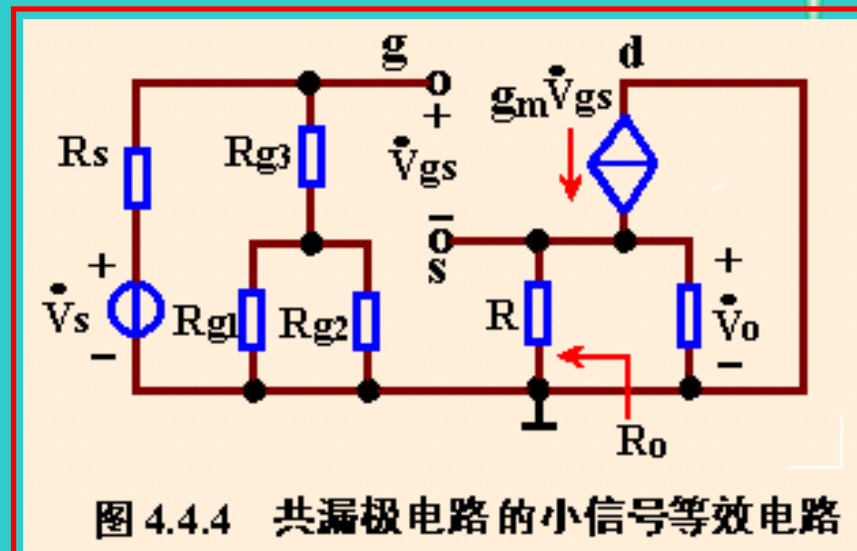 g
d
gmV̇gs
Rs
Rg3
+
V̇gs
−
s
+
V̇s
−
Rg1
Rg2
R
+
V̇o
−
Ro
图 4.4.4 共漏极电路的小信号等效电路